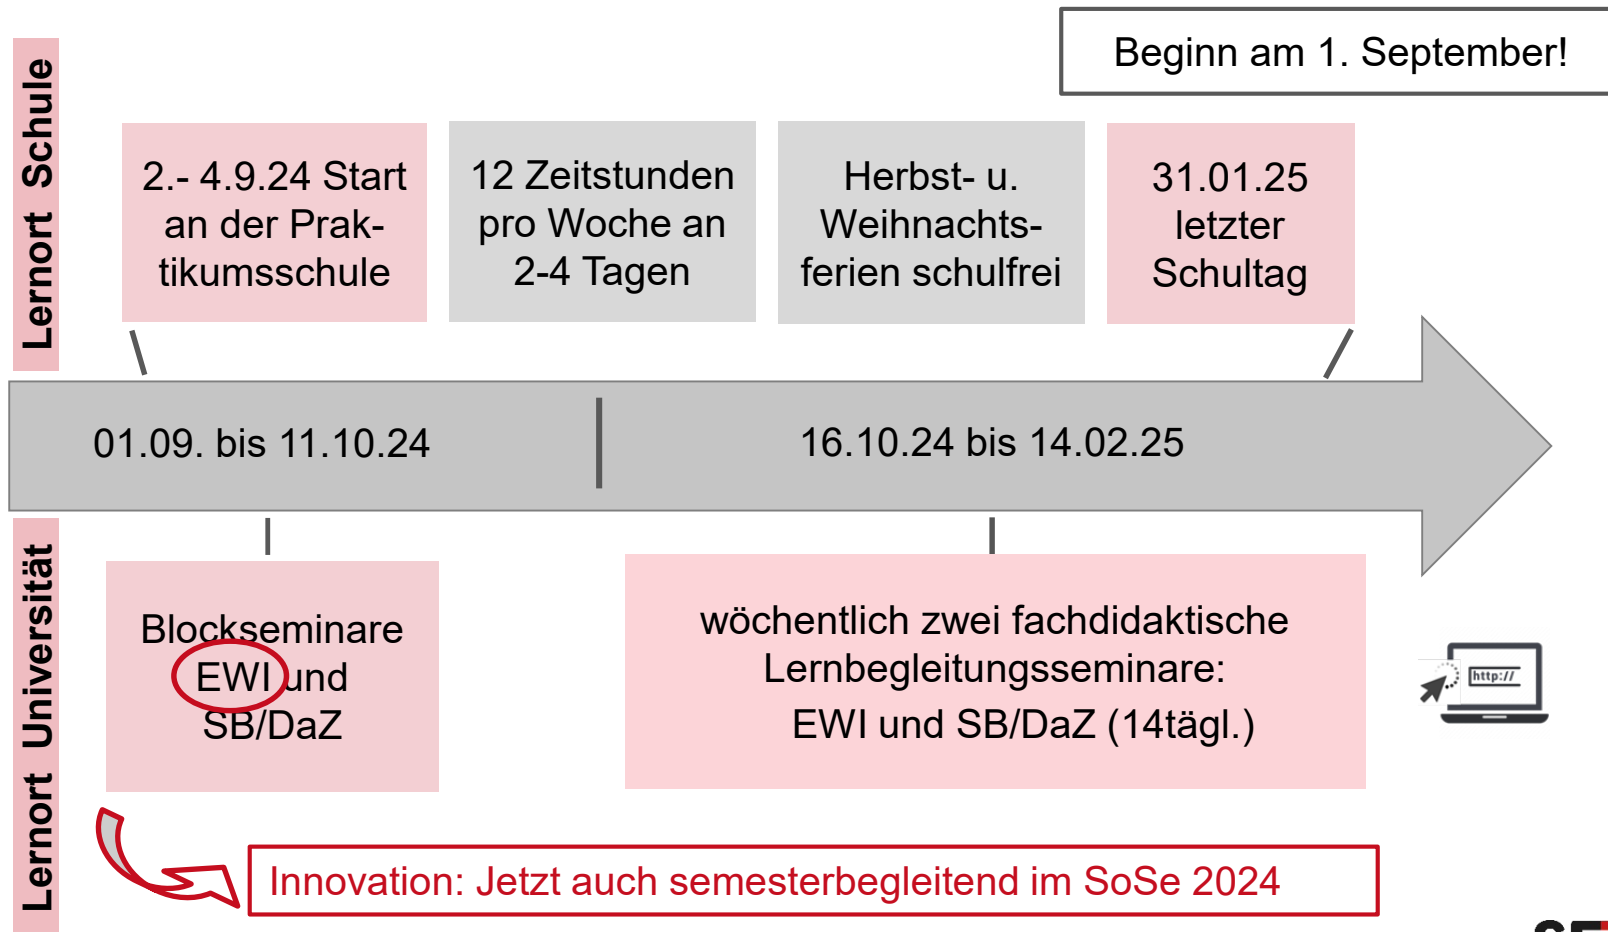 Beginn am 1. September!
Lernort Schule
2.- 4.9.24 Start
an der Prak-
tikumsschule
12 Zeitstunden
pro Woche an
2-4 Tagen
Herbst- u.
Weihnachts-
ferien schulfrei
31.01.25
letzter
Schultag
01.09. bis 11.10.24
16.10.24 bis 14.02.25
Lernort Universität
Blockseminare
EWI und
SB/DaZ
wöchentlich zwei fachdidaktische
Lernbegleitungsseminare:
EWI und SB/DaZ (14tägl.)
http://
Innovation: Jetzt auch semesterbegleitend im SoSe 2024